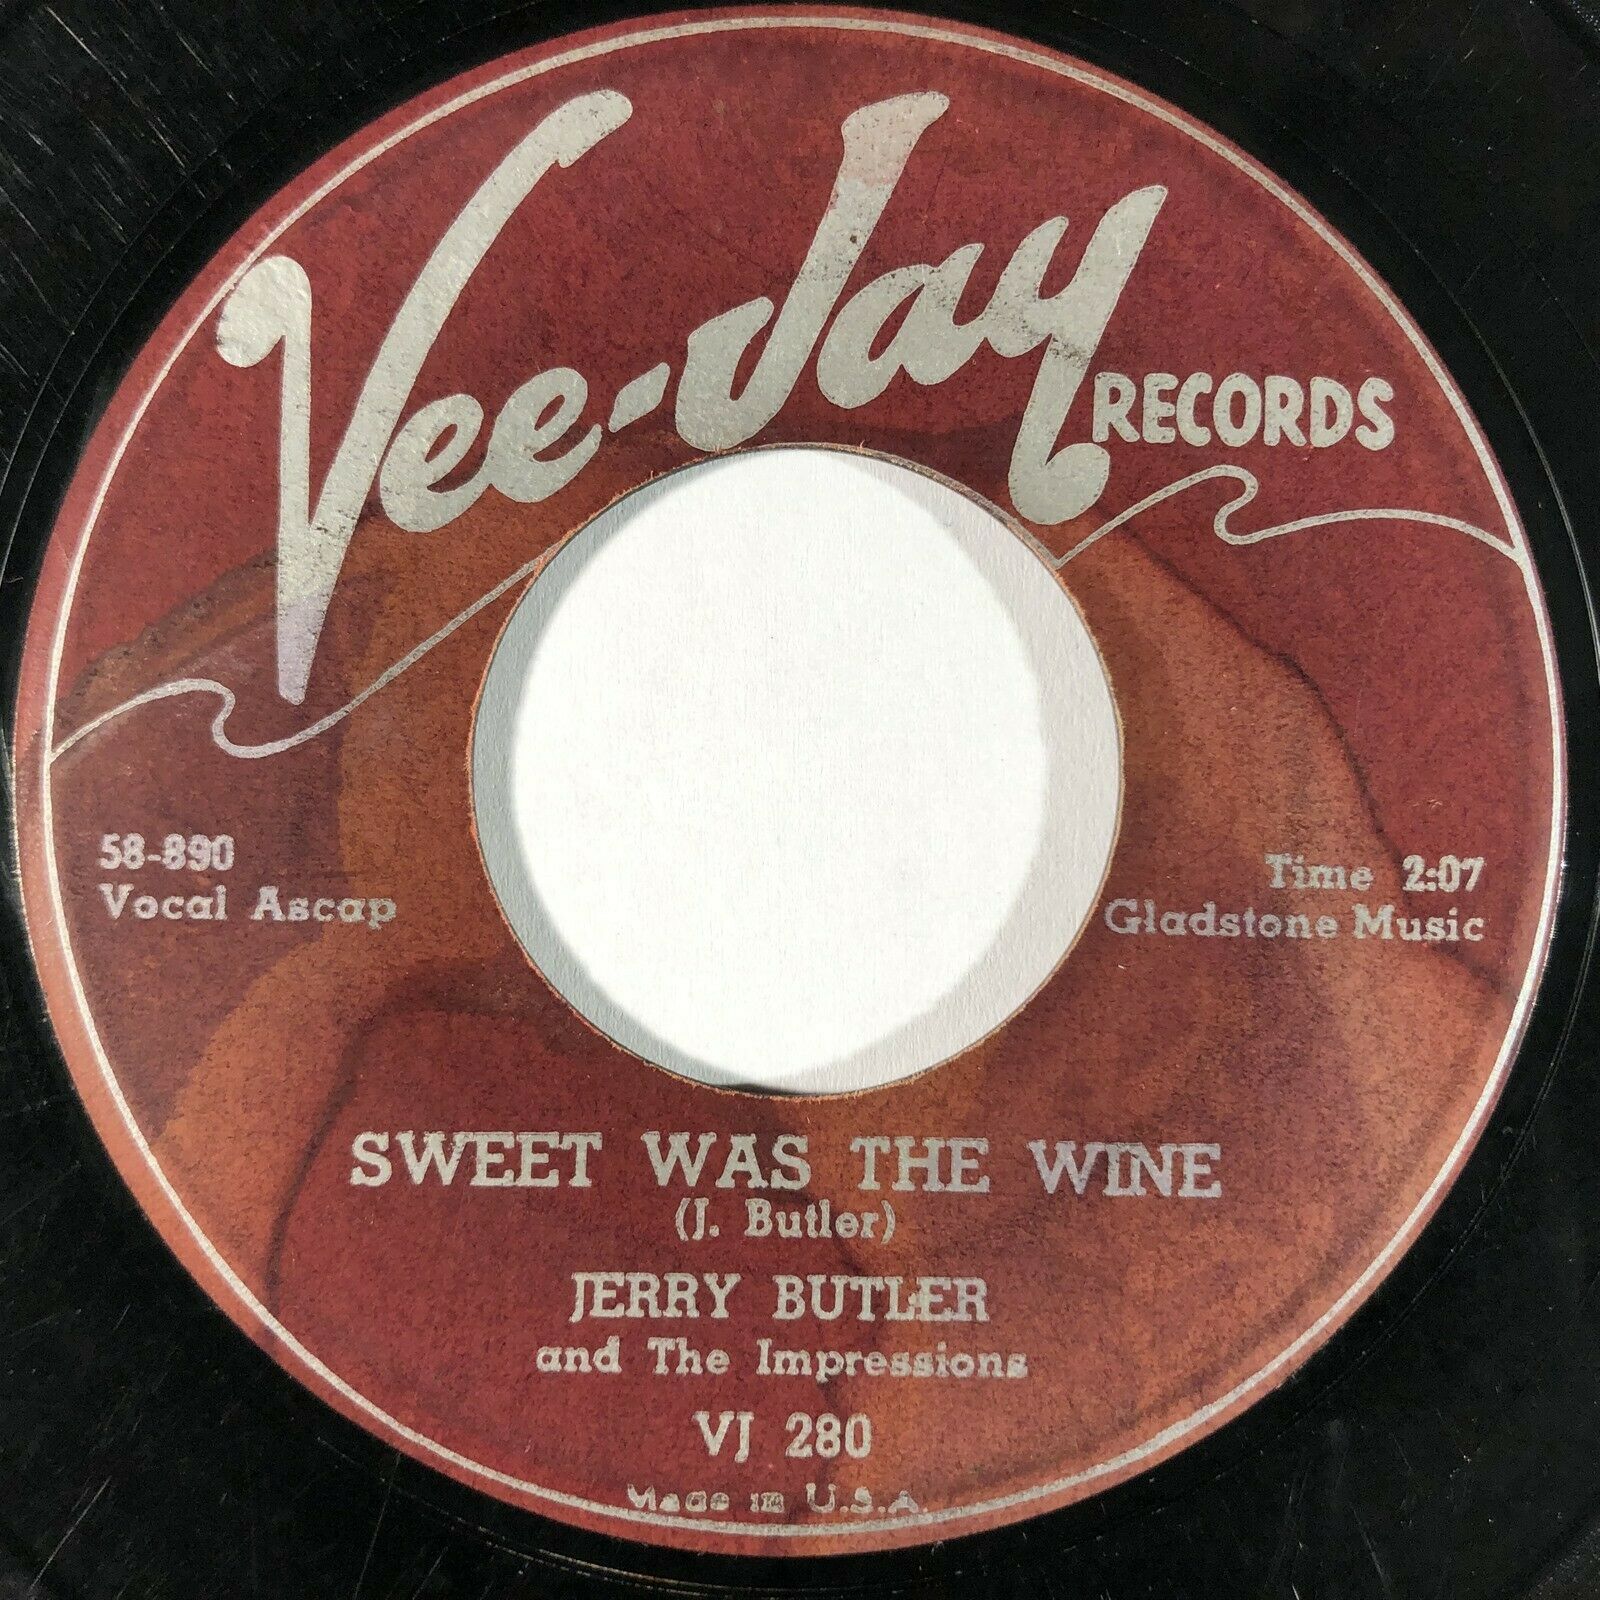 Vee-Jay RECORDS
58-890
Vocal Ascap
Time 2:07
Gladstone Music
SWEET WAS THE WINE
(J. Butler)
JERRY BUTLER
and The Impressions
VJ 280
Made in U.S.A.